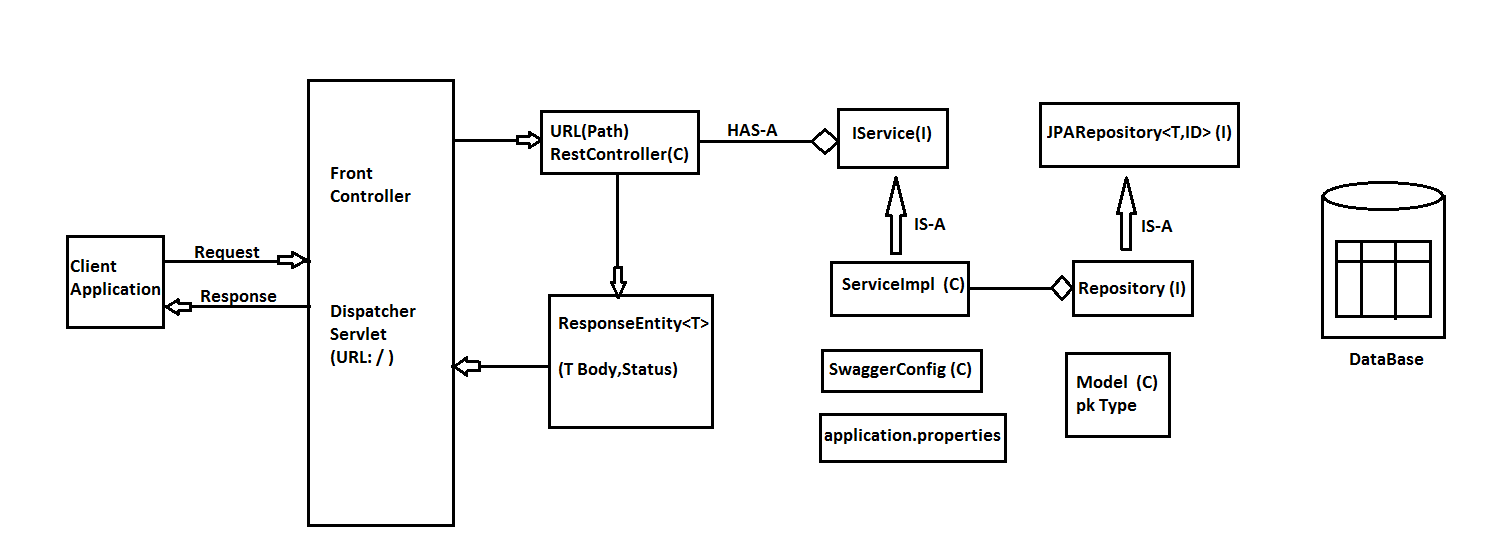 Client
Application
Request
Response
Front
Controller
Dispatcher
Servlet
(URL: / )
URL(Path)
RestController(C)
HAS-A
IService(I)
JPARepository<T,ID> (I)
IS-A
IS-A
ServiceImpl (C)
Repository (I)
ResponseEntity<T>
(T Body,Status)
SwaggerConfig (C)
application.properties
Model (C)
pk Type
DataBase